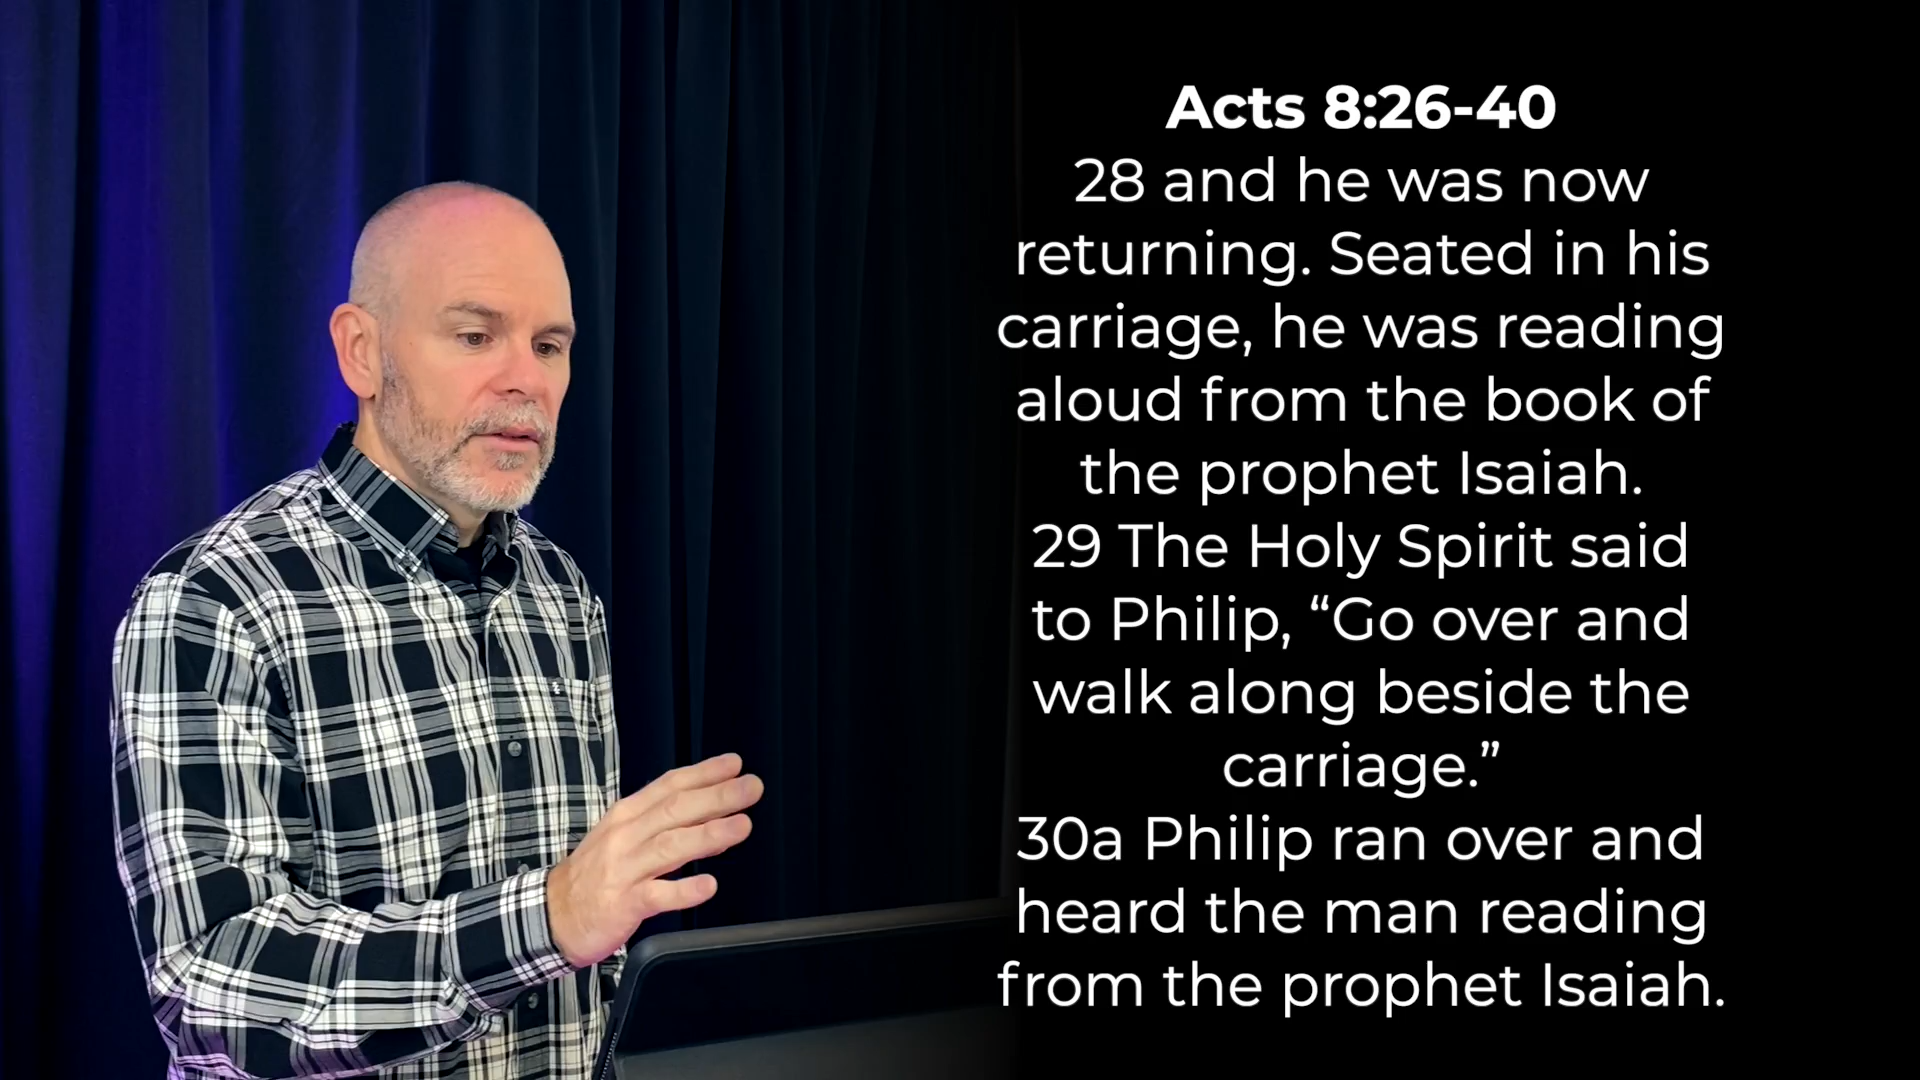 Acts 8:26-40
28 and he was now
returning. Seated in his
carriage, he was reading
aloud from the book of
the prophet Isaiah.
29 The Holy Spirit said
to Philip, “Go over and
walk along beside the
carriage.”
30a Philip ran over and
heard the man reading
from the prophet Isaiah.